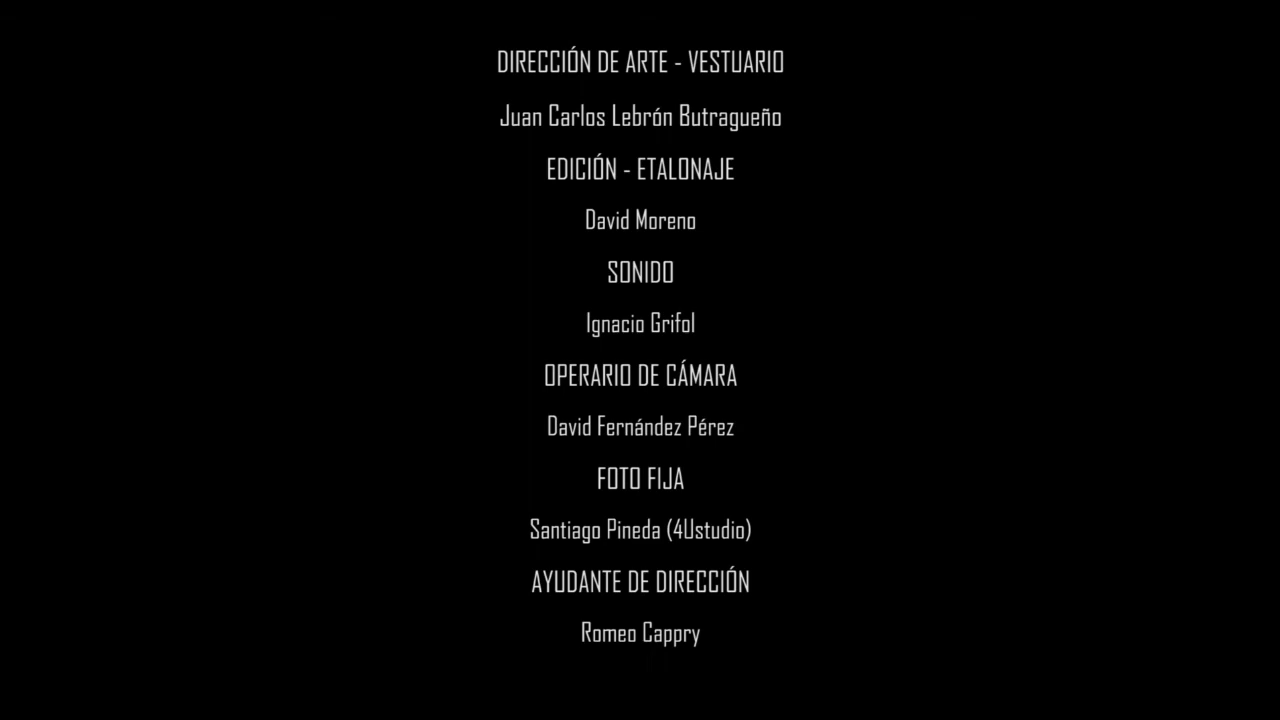 DIRECCIÓN DE ARTE - VESTUARIO
Juan Carlos Lebrón Butragueño
EDICIÓN - ETALONAJE
David Moreno
SONIDO
Ignacio Grifol
OPERARIO DE CÁMARA
David Fernández Pérez
FOTO FIJA
Santiago Pineda (4Ustudio)
AYUDANTE DE DIRECCIÓN
Romeo Cappry